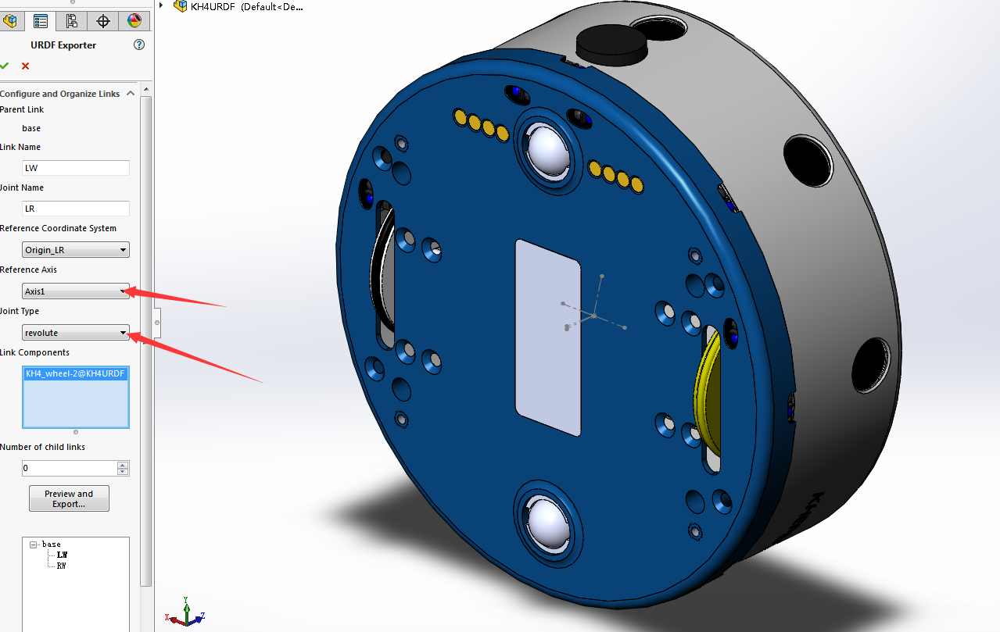 KH4URDF (Default<De...
URDF Exporter
?
Configure and Organize Links
Parent Link
base
Link Name
LW
Joint Name
LR
Reference Coordinate System
Origin_LR
Reference Axis
Axis1
Joint Type
revolute
Link Components
KH4_wheel-2@KH4URDF
Number of child links
0
Preview and
Export...
base
LW
RW
Y
X
Z